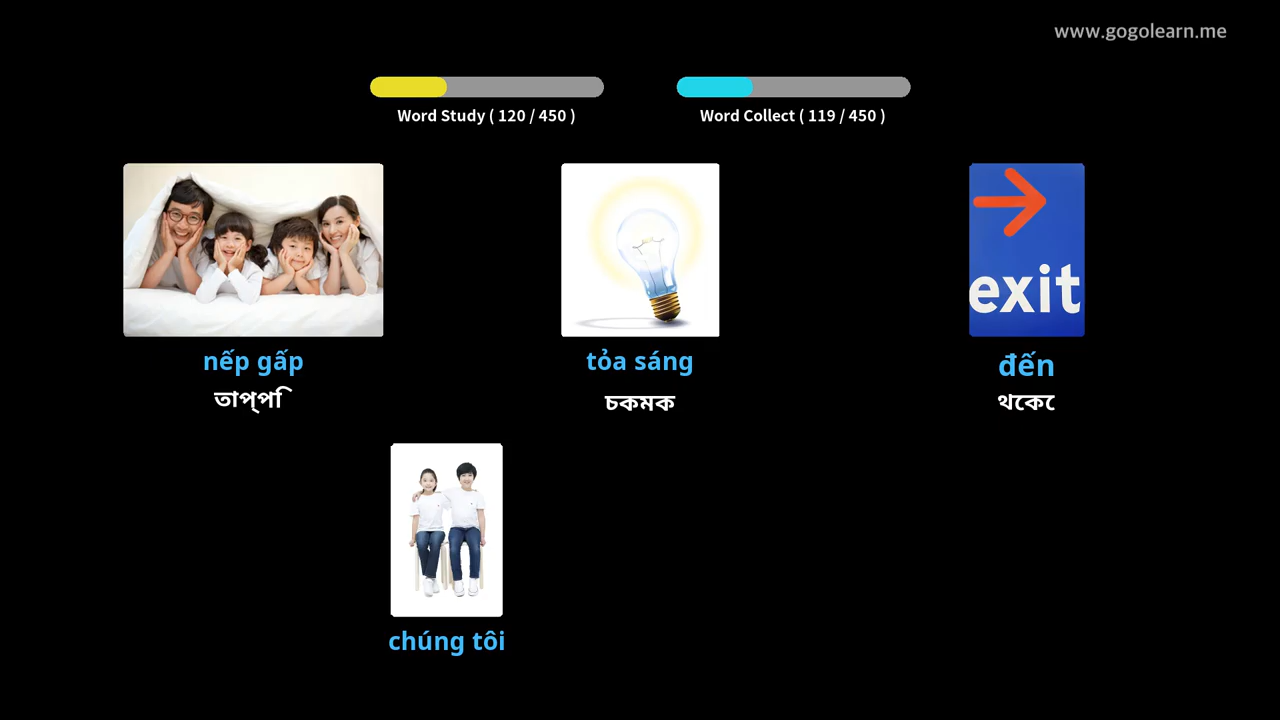 www.gogolearn.me
Word Study ( 120 / 450 )
Word Collect ( 119 / 450 )
exit
nếp gấp
tỏa sáng
đến
তাপ্পি
চকমক
থেকে
chúng tôi